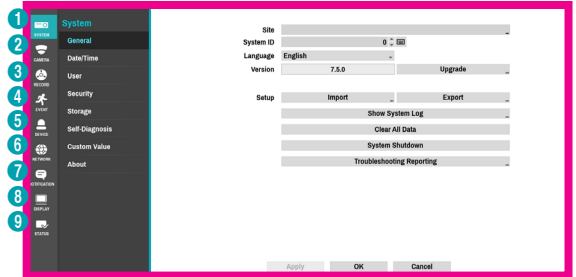 1
SYSTEM
2
CAMERA
3
RECORD
4
EVENT
5
DEVICE
6
NETWORK
7
NOTIFICATION
8
DISPLAY
9
STATUS
System
General
Date/Time
User
Security
Storage
Self-Diagnosis
Custom Value
About
Site
System ID 0
Language English
Version 7.5.0 Upgrade
Setup Import Export
Show System Log
Clear All Data
System Shutdown
Troubleshooting Reporting
Apply OK Cancel